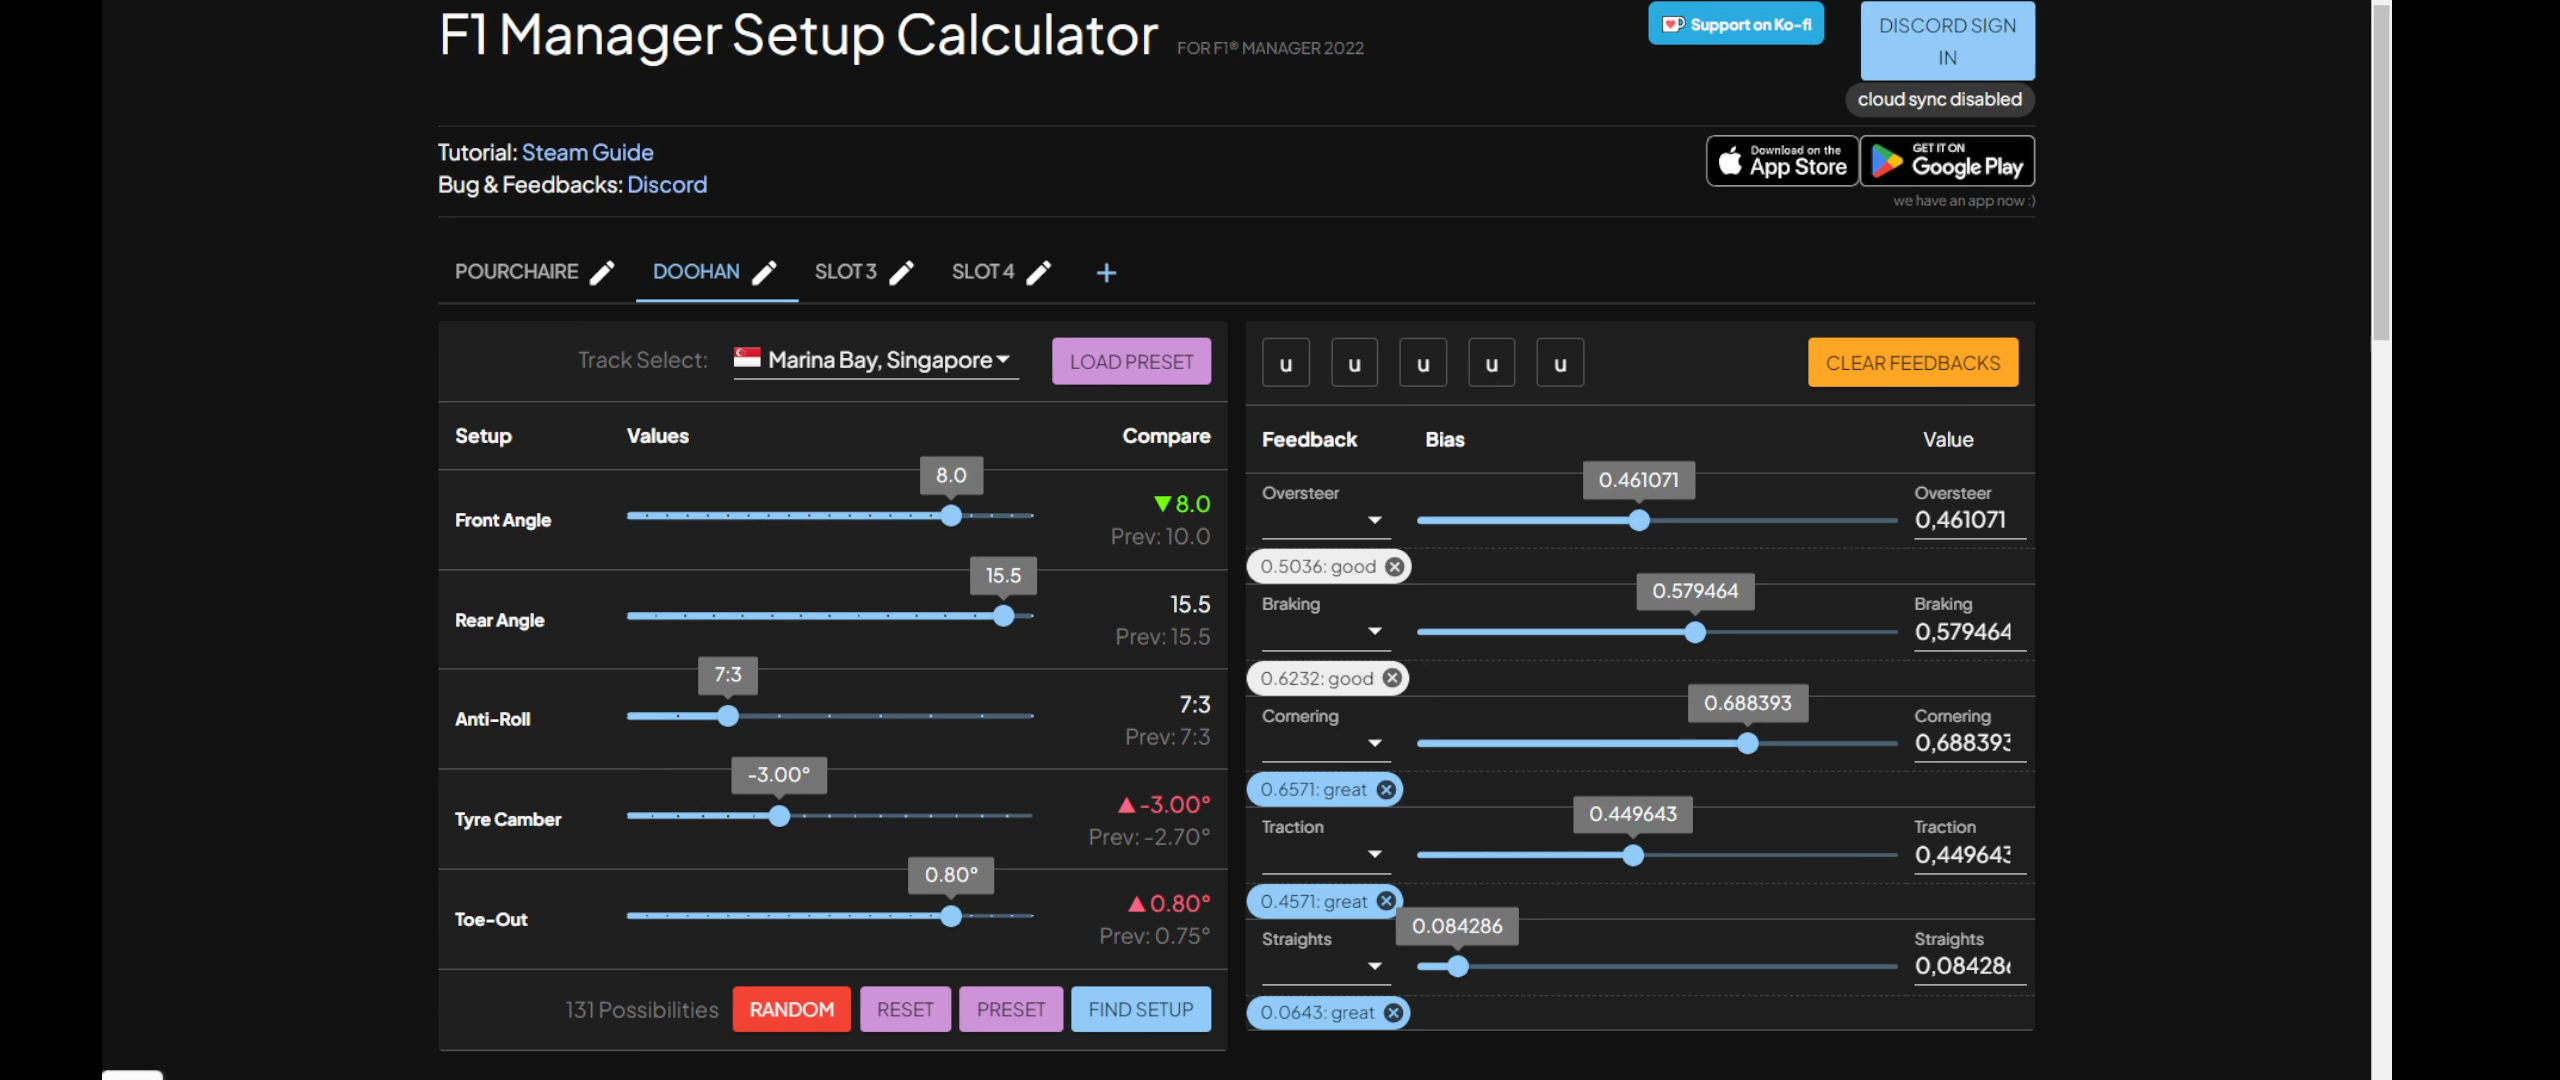 F1 Manager Setup Calculator FOR F1® MANAGER 2022
Support on Ko-fi
DISCORD SIGN
IN
cloud sync disabled
Tutorial: Steam Guide
Bug & Feedbacks: Discord
Download on the
App Store
GET IT ON
Google Play
we have an app now :)
POURCHAIRE
DOOHAN
SLOT 3
SLOT 4
+
Track Select: Marina Bay, Singapore
LOAD PRESET
Setup Values Compare
8.0
Front Angle
▼8.0
Prev: 10.0
15.5
Rear Angle
15.5
Prev: 15.5
7:3
Anti-Roll
7:3
Prev: 7:3
-3.00°
Tyre Camber
▲-3.00°
Prev: -2.70°
0.80°
Toe-Out
▲0.80°
Prev: 0.75°
131 Possibilities RANDOM RESET PRESET FIND SETUP
u u u u u
CLEAR FEEDBACKS
Feedback Bias Value
Oversteer
0.461071
Oversteer
0,461071
0.5036: good
Braking
0.579464
Braking
0,579464
0.6232: good
Cornering
0.688393
Cornering
0,688393
0.6571: great
Traction
0.449643
Traction
0,449643
0.4571: great
Straights
0.084286
Straights
0,08428
0.0643: great